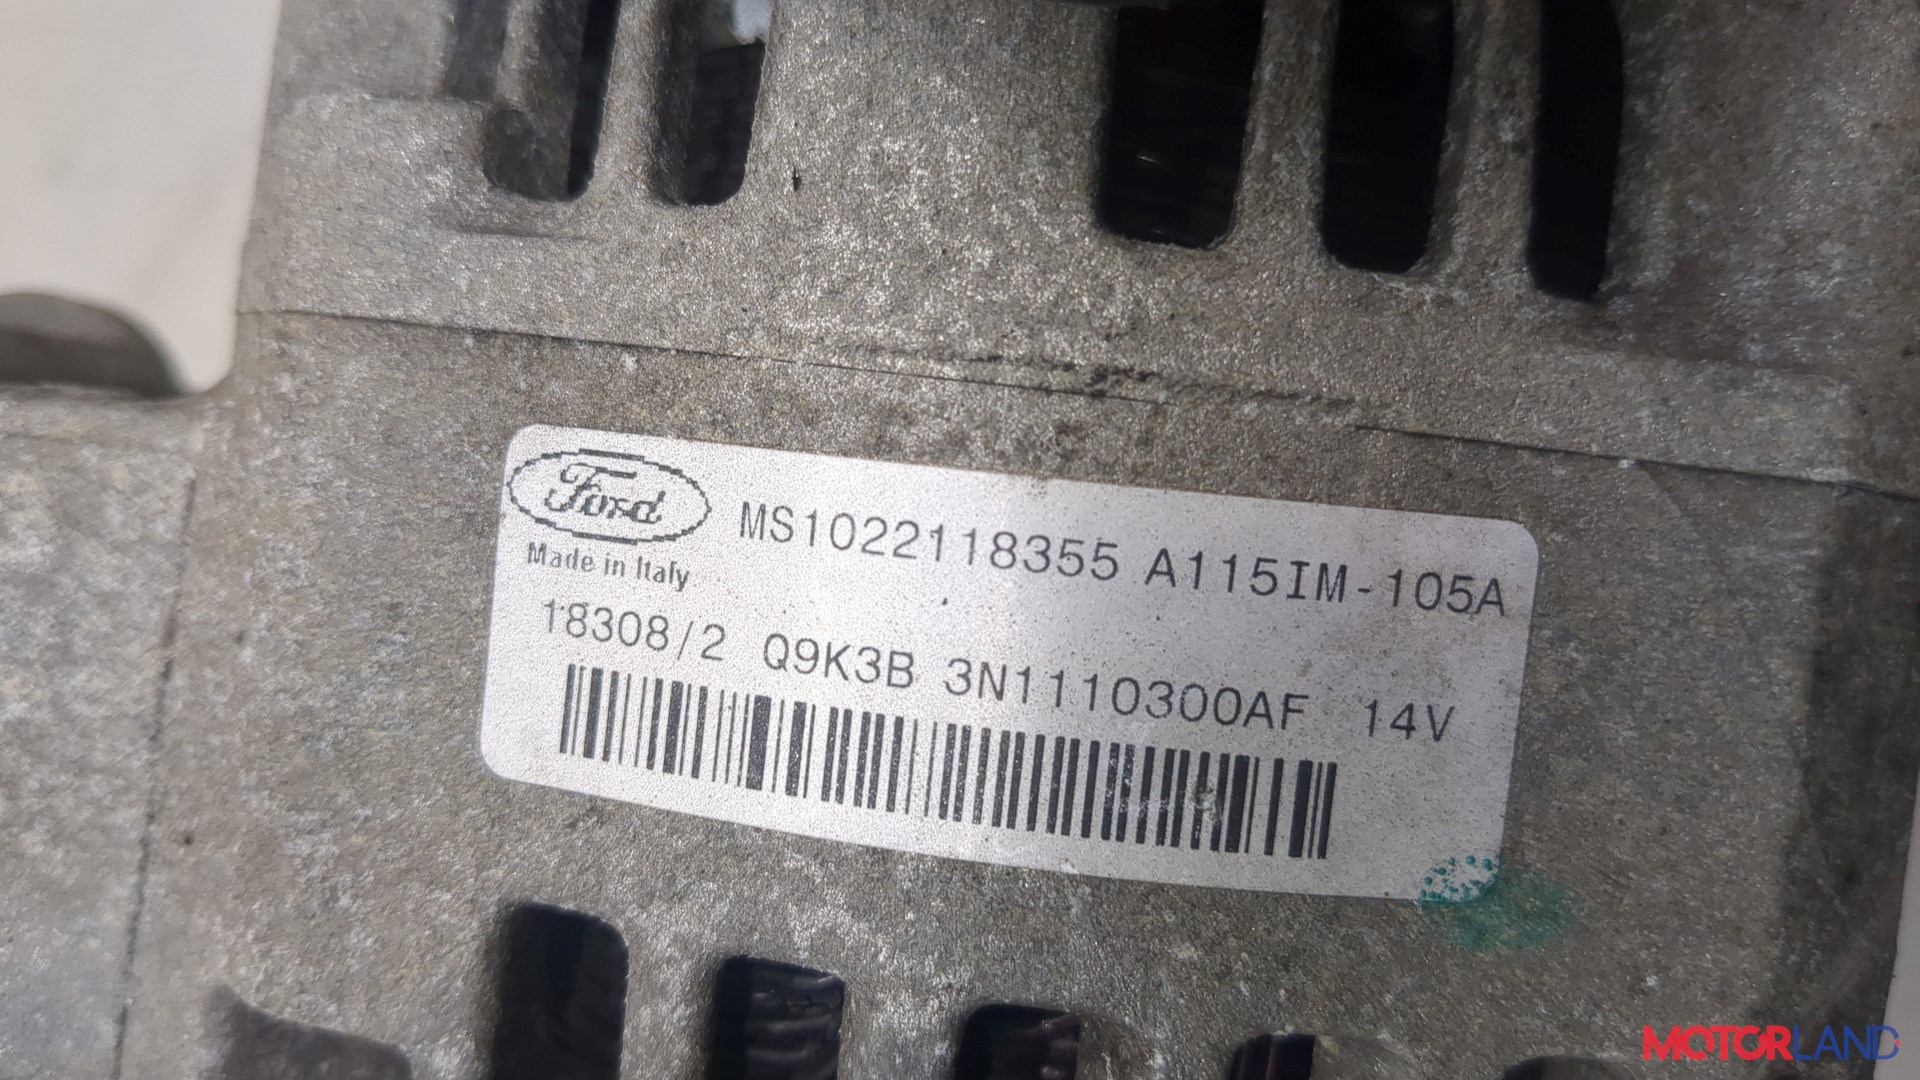 Ford MS1022118355 A115IM-105A
Made in Italy
18308/2 Q9K3B 3N1110300AF 14V
MOTORLAND